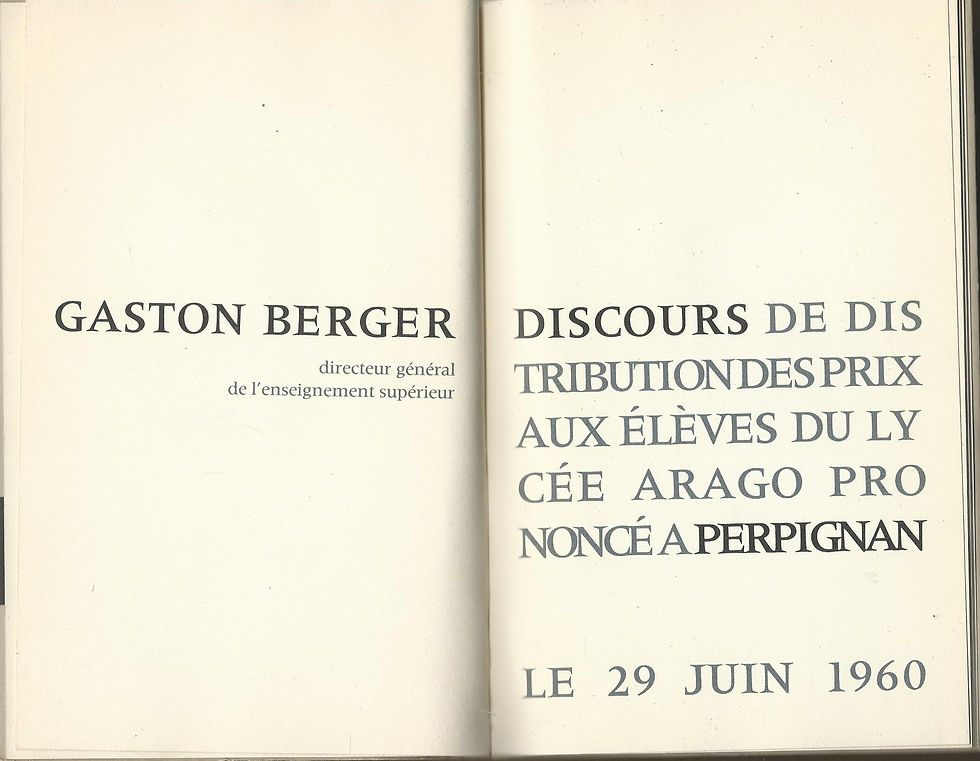 GASTON BERGER
directeur général
de l'enseignement supérieur
DISCOURS DE DIS
TRIBUTION DES PRIX
AUX ÉLÈVES DU LY
CÉE ARAGO PRO
NONCÉ A PERPIGNAN
LE 29 JUIN 1960